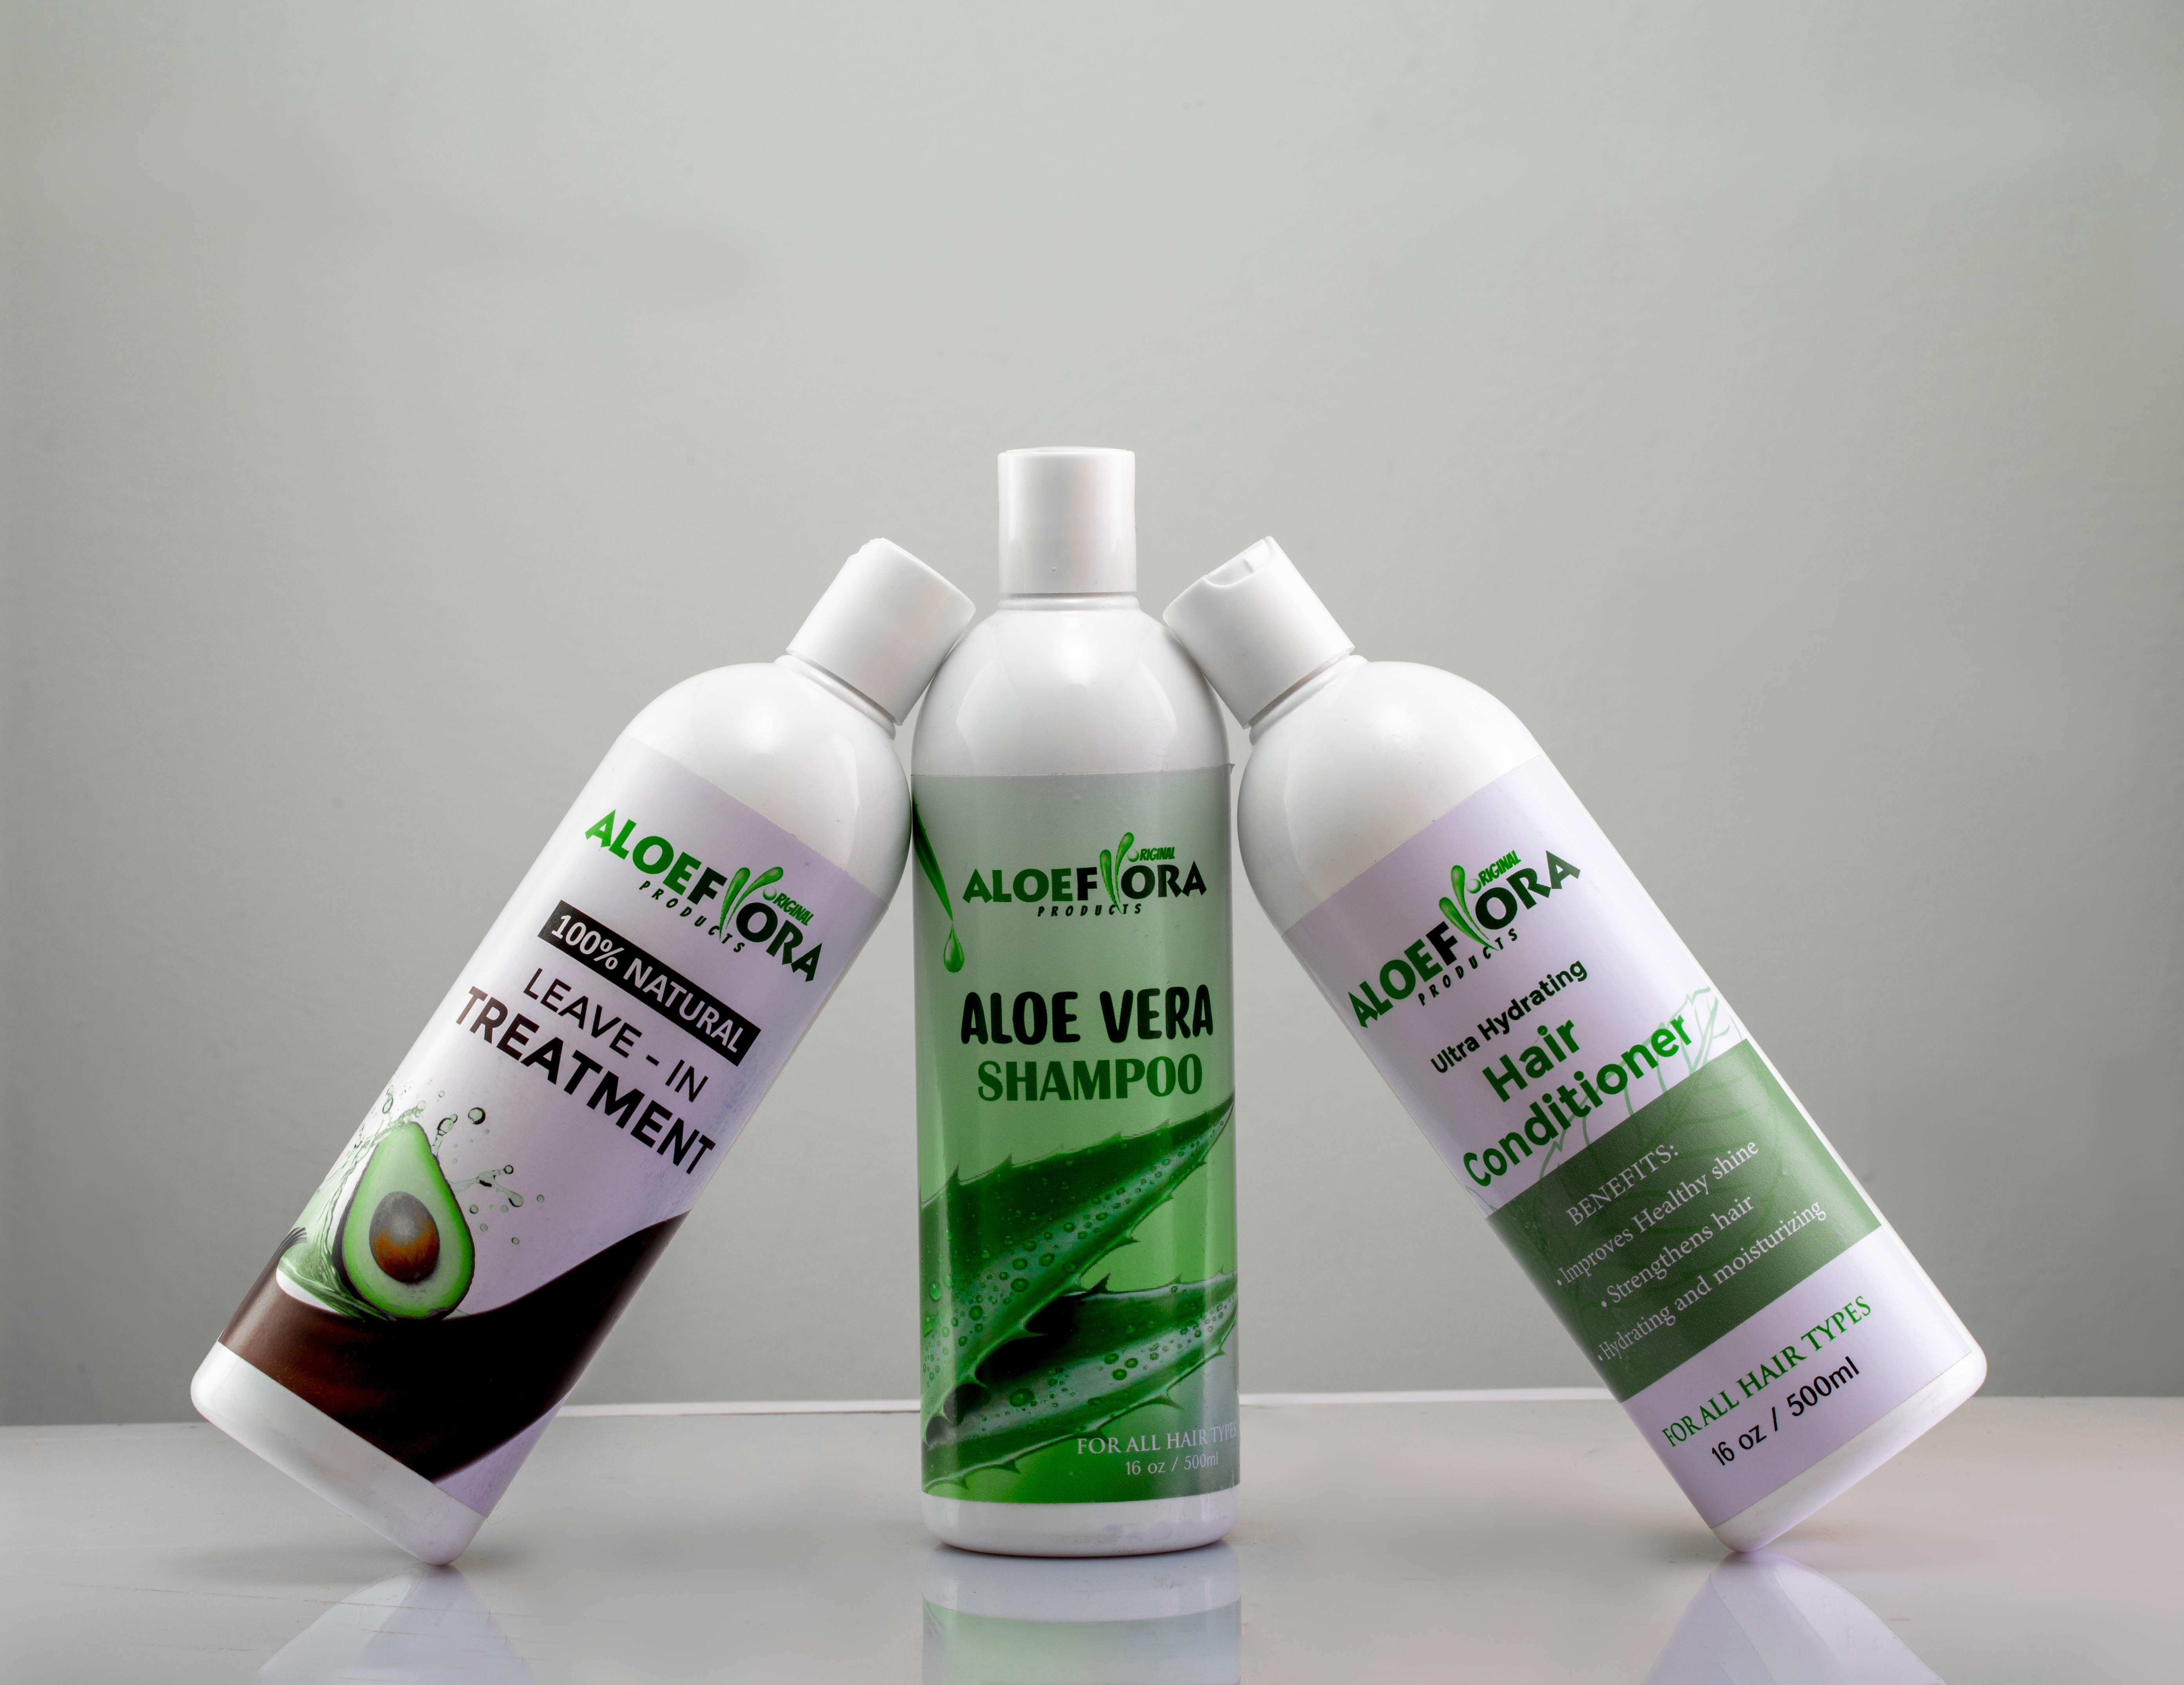 ALOEFLORA
ORIGINAL
PRODUCTS
100% NATURAL
LEAVE - IN
TREATMENT
ALOEFLORA
ORIGINAL
PRODUCTS
ALOE VERA
SHAMPOO
FOR ALL HAIR TYPES
16 oz / 500ml
ALOEFLORA
ORIGINAL
PRODUCTS
Ultra Hydrating
Hair
Conditioner
BENEFITS:
• Improves Healthy shine
• Strengthens hair
• Hydrating and moisturizing
FOR ALL HAIR TYPES
16 oz / 500ml